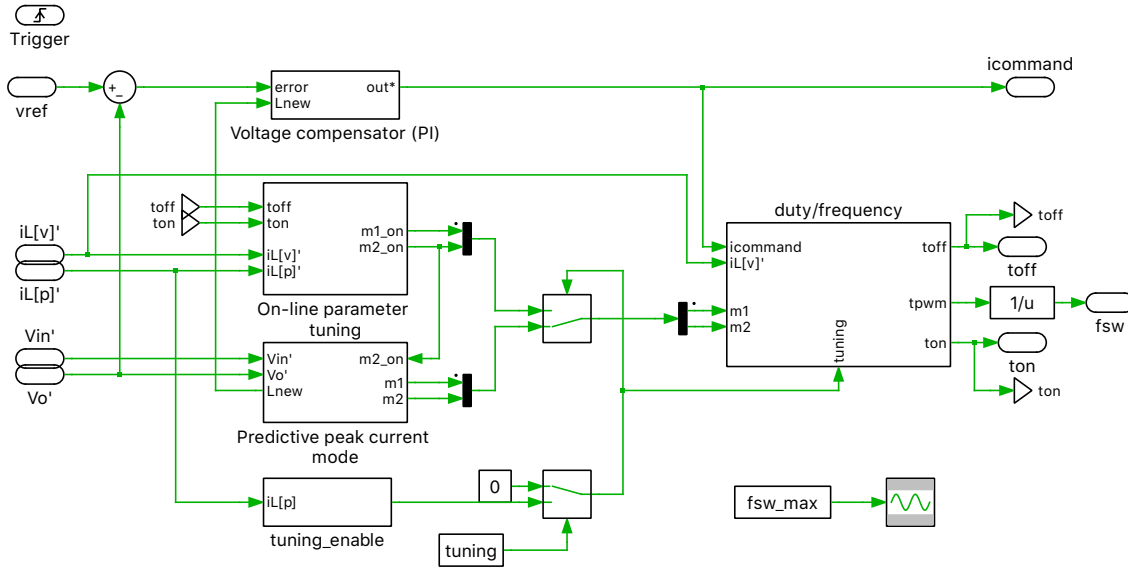 Trigger
vref
+
−
error
Lnew
out*
Voltage compensator (PI)
icommand
toff
ton
toff
ton
iL[v]'
iL[p]'
m1_on
m2_on
On-line parameter
tuning
iL[v]'
iL[p]'
Vin'
Vo'
Vin'
Vo'
Lnew
m2_on
m1
m2
Predictive peak current
mode
iL[p]
tuning_enable
0
tuning
duty/frequency
icommand
iL[v]'
m1
m2
tuning
toff
tpwm
ton
toff
toff
1/u
fsw
ton
ton
fsw_max